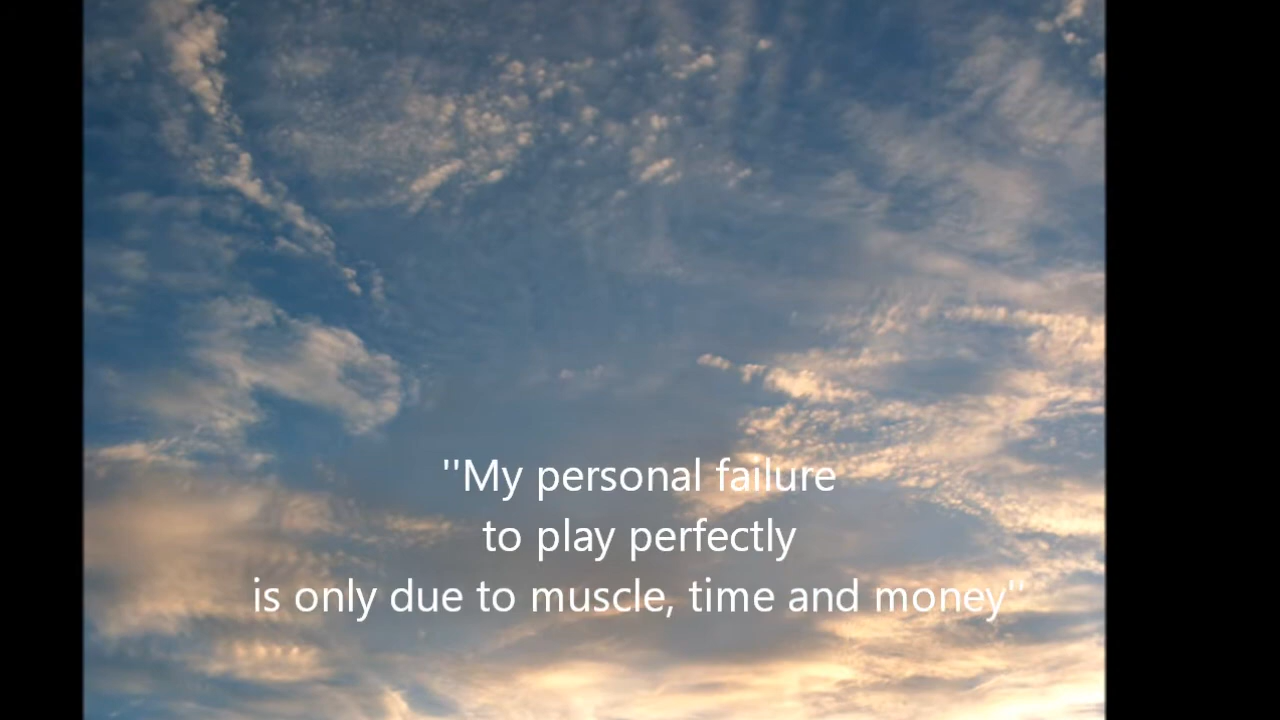 ''My personal failure
to play perfectly
is only due to muscle, time and money''